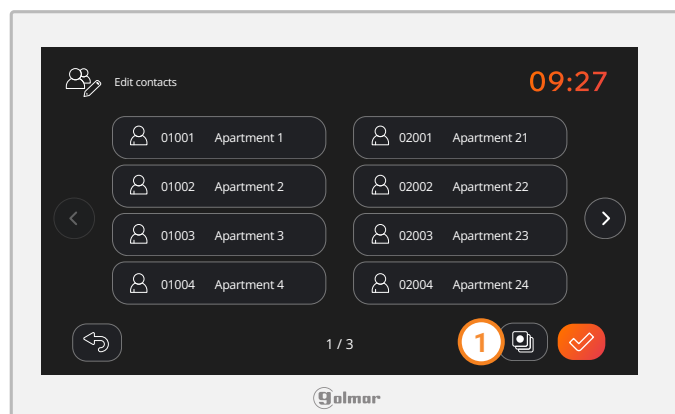 Edit contacts
09:27
01001 Apartment 1
02001 Apartment 21
01002 Apartment 2
02002 Apartment 22
01003 Apartment 3
02003 Apartment 23
01004 Apartment 4
02004 Apartment 24
1 / 3
1
golmar